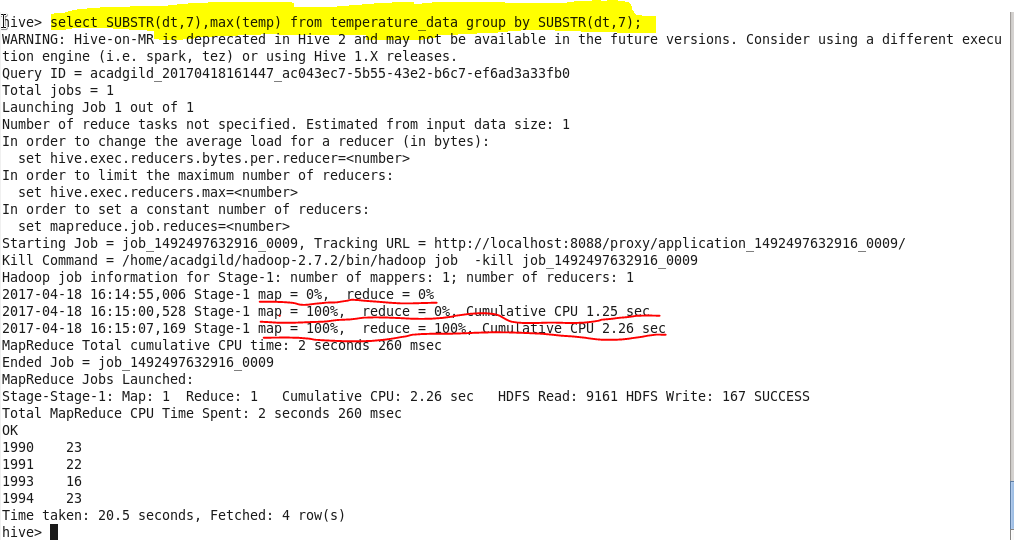 hive> select SUBSTR(dt,7),max(temp) from temperature_data group by SUBSTR(dt,7);
WARNING: Hive-on-MR is deprecated in Hive 2 and may not be available in the future versions. Consider using a different execu
tion engine (i.e. spark, tez) or using Hive 1.X releases.
Query ID = acadgild_20170418161447_ac043ec7-5b55-43e2-b6c7-ef6ad3a33fb0
Total jobs = 1
Launching Job 1 out of 1
Number of reduce tasks not specified. Estimated from input data size: 1
In order to change the average load for a reducer (in bytes):
  set hive.exec.reducers.bytes.per.reducer=<number>
In order to limit the maximum number of reducers:
  set hive.exec.reducers.max=<number>
In order to set a constant number of reducers:
  set mapreduce.job.reduces=<number>
Starting Job = job_1492497632916_0009, Tracking URL = http://localhost:8088/proxy/application_1492497632916_0009/
Kill Command = /home/acadgild/hadoop-2.7.2/bin/hadoop job  -kill job_1492497632916_0009
Hadoop job information for Stage-1: number of mappers: 1; number of reducers: 1
2017-04-18 16:14:55,006 Stage-1 map = 0%,  reduce = 0%
2017-04-18 16:15:00,528 Stage-1 map = 100%,  reduce = 0%, Cumulative CPU 1.25 sec
2017-04-18 16:15:07,169 Stage-1 map = 100%,  reduce = 100%, Cumulative CPU 2.26 sec
MapReduce Total cumulative CPU time: 2 seconds 260 msec
Ended Job = job_1492497632916_0009
MapReduce Jobs Launched:
Stage-Stage-1: Map: 1  Reduce: 1   Cumulative CPU: 2.26 sec   HDFS Read: 9161 HDFS Write: 167 SUCCESS
Total MapReduce CPU Time Spent: 2 seconds 260 msec
OK
1990    23
1991    22
1993    16
1994    23
Time taken: 20.5 seconds, Fetched: 4 row(s)
hive>